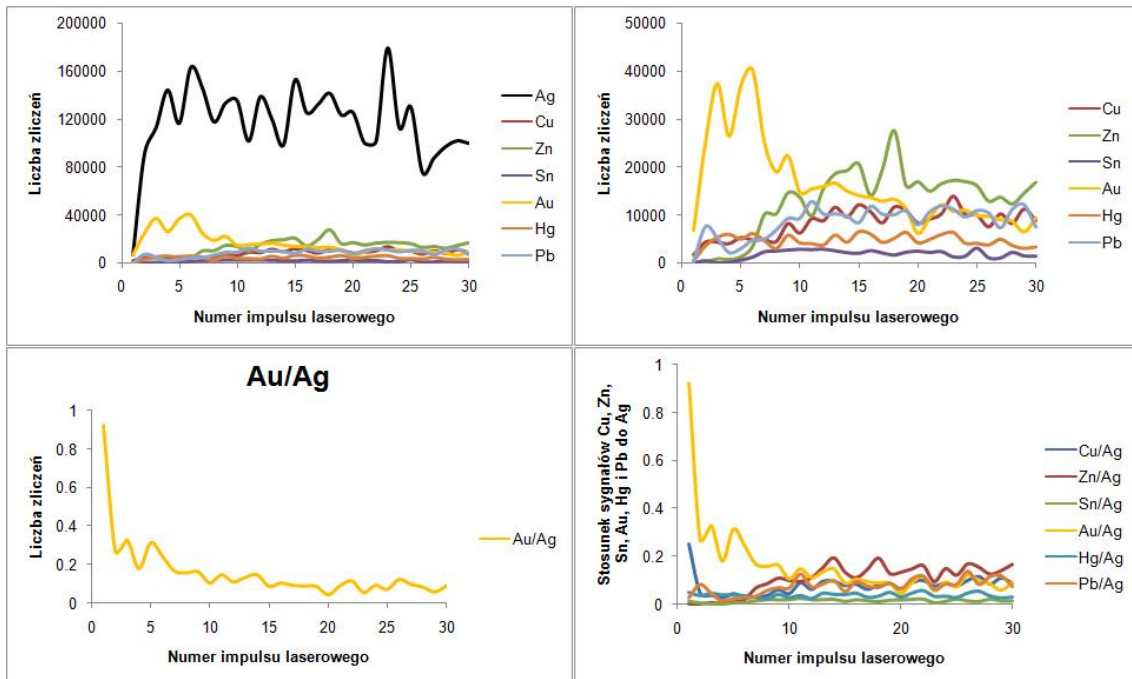 200000
160000
120000
80000
40000
0
0
5
10
15
20
25
30
Liczba zliczeń
Numer impulsu laserowego
Ag
Cu
Zn
Sn
Au
Hg
Pb
50000
40000
30000
20000
10000
0
0
5
10
15
20
25
30
Liczba zliczeń
Numer impulsu laserowego
Cu
Zn
Sn
Au
Hg
Pb
Au/Ag
1
0.8
0.6
0.4
0.2
0
0
5
10
15
20
25
30
Liczba zliczeń
Numer impulsu laserowego
Au/Ag
1
0.8
0.6
0.4
0.2
0
0
10
20
30
Stosunek sygnałów Cu, Zn,
Sn, Au, Hg i Pb do Ag
Numer impulsu laserowego
Cu/Ag
Zn/Ag
Sn/Ag
Au/Ag
Hg/Ag
Pb/Ag